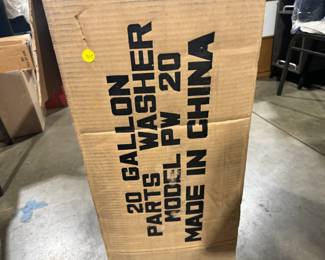 20 GALLON
PARTS WASHER
MODEL PW 20
MADE IN CHINA